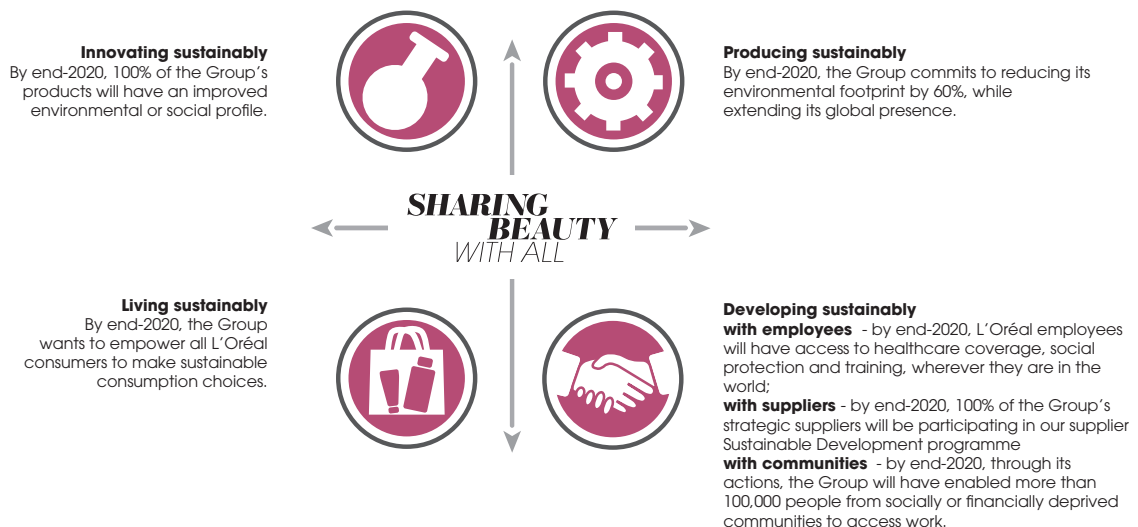 Innovating sustainably
By end-2020, 100% of the Group’s
products will have an improved
environmental or social profile.
Producing sustainably
By end-2020, the Group commits to reducing its
environmental footprint by 60%, while
extending its global presence.
SHARING
BEAUTY
WITH ALL
Living sustainably
By end-2020, the Group
wants to empower all L’Oréal
consumers to make sustainable
consumption choices.
Developing sustainably
with employees - by end-2020, L’Oréal employees
will have access to healthcare coverage, social
protection and training, wherever they are in the
world;
with suppliers - by end-2020, 100% of the Group’s
strategic suppliers will be participating in our supplier
Sustainable Development programme
with communities - by end-2020, through its
actions, the Group will have enabled more than
100,000 people from socially or financially deprived
communities to access work.